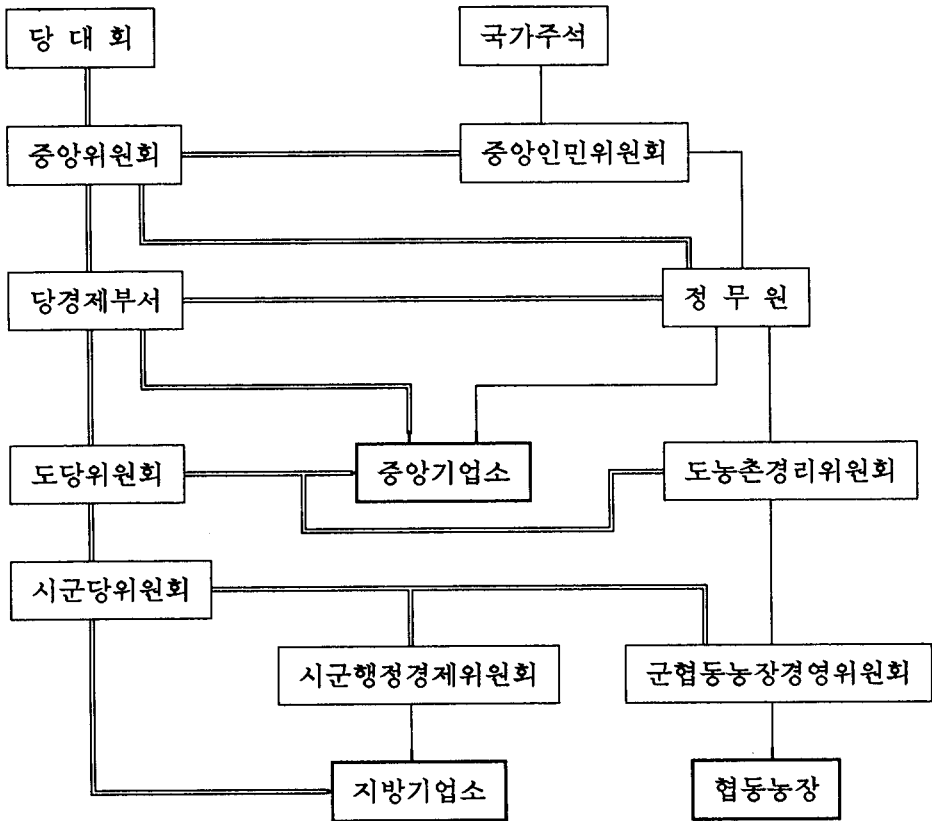 당 대 회
국가주석
중앙위원회
중앙인민위원회
당경제부서
정 무 원
도당위원회
중앙기업소
도농촌경리위원회
시군당위원회
시군행정경제위원회
군협동농장경영위원회
지방기업소
협동농장